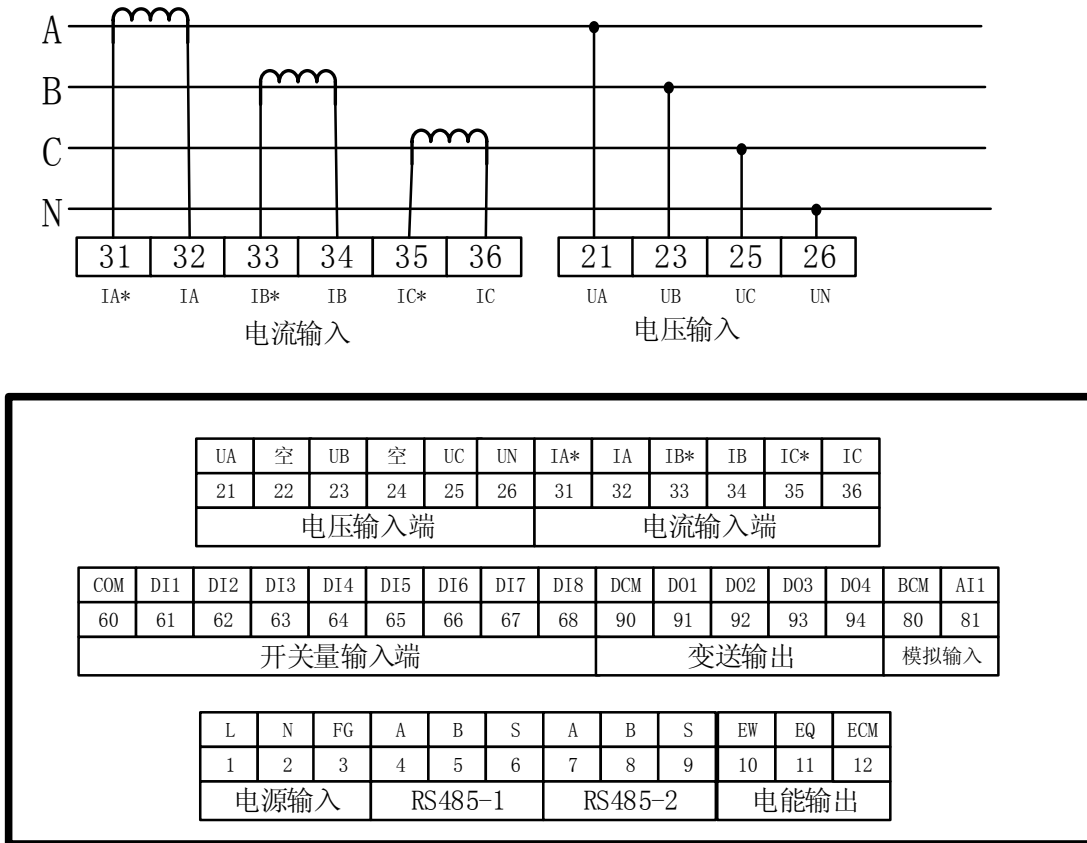 A
B
C
N
31 32 33 34 35 36 21 23 25 26
IA* IA IB* IB IC* IC UA UB UC UN
电流输入 电压输入
UA 空 UB 空 UC UN IA* IA IB* IB IC* IC
21 22 23 24 25 26 31 32 33 34 35 36
电压输入端 电流输入端
COM DI1 DI2 DI3 DI4 DI5 DI6 DI7 DI8 DCM DO1 DO2 DO3 DO4 BCM AI1
60 61 62 63 64 65 66 67 68 90 91 92 93 94 80 81
开关量输入端 变送输出 模拟输入
L N FG A B S A B S EW EQ ECM
1 2 3 4 5 6 7 8 9 10 11 12
电源输入 RS485-1 RS485-2 电能输出